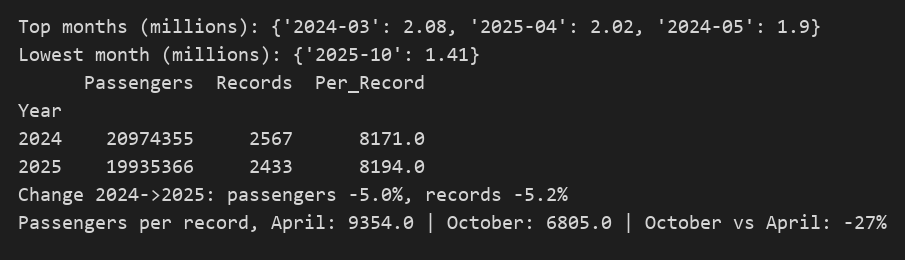 Top months (millions): {'2024-03': 2.08, '2025-04': 2.02, '2024-05': 1.9}
Lowest month (millions): {'2025-10': 1.41}
Passengers Records Per_Record
Year
2024 20974355 2567 8171.0
2025 19935366 2433 8194.0
Change 2024->2025: passengers -5.0%, records -5.2%
Passengers per record, April: 9354.0 | October: 6805.0 | October vs April: -27%